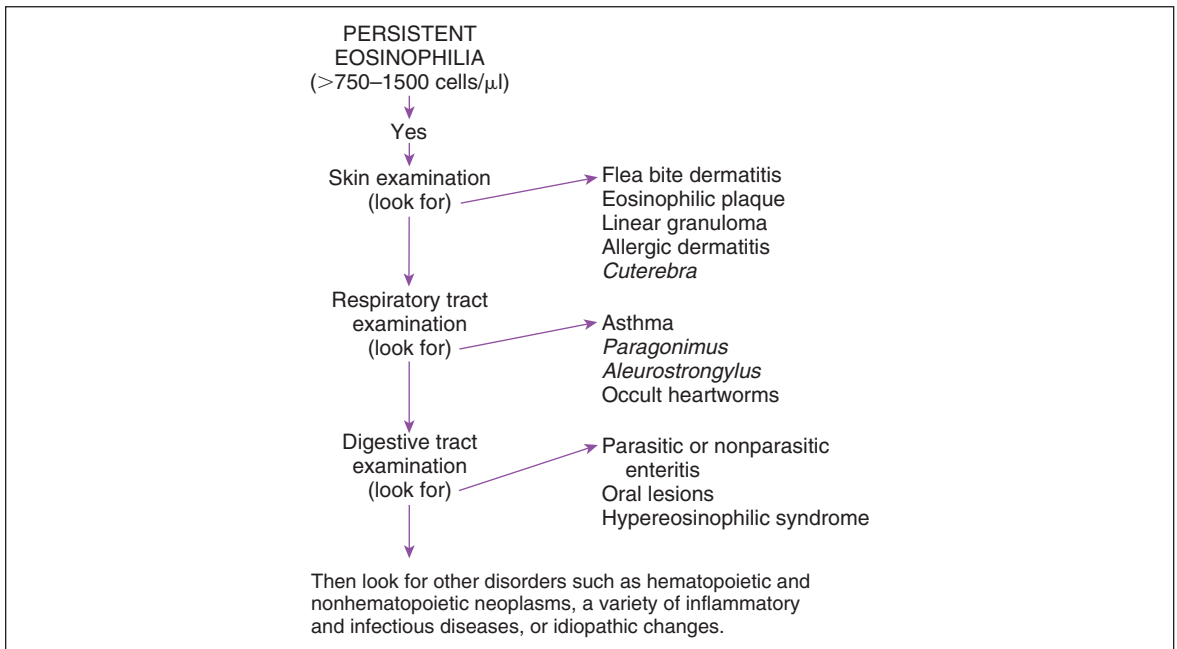 PERSISTENT
EOSINOPHILIA
(>750–1500 cells/μl)
Yes
Skin examination
(look for)
Flea bite dermatitis
Eosinophilic plaque
Linear granuloma
Allergic dermatitis
Cuterebra
Respiratory tract
examination
(look for)
Asthma
Paragonimus
Aleurostrongylus
Occult heartworms
Digestive tract
examination
(look for)
Parasitic or nonparasitic
enteritis
Oral lesions
Hypereosinophilic syndrome
Then look for other disorders such as hematopoietic and
nonhematopoietic neoplasms, a variety of inflammatory
and infectious diseases, or idiopathic changes.